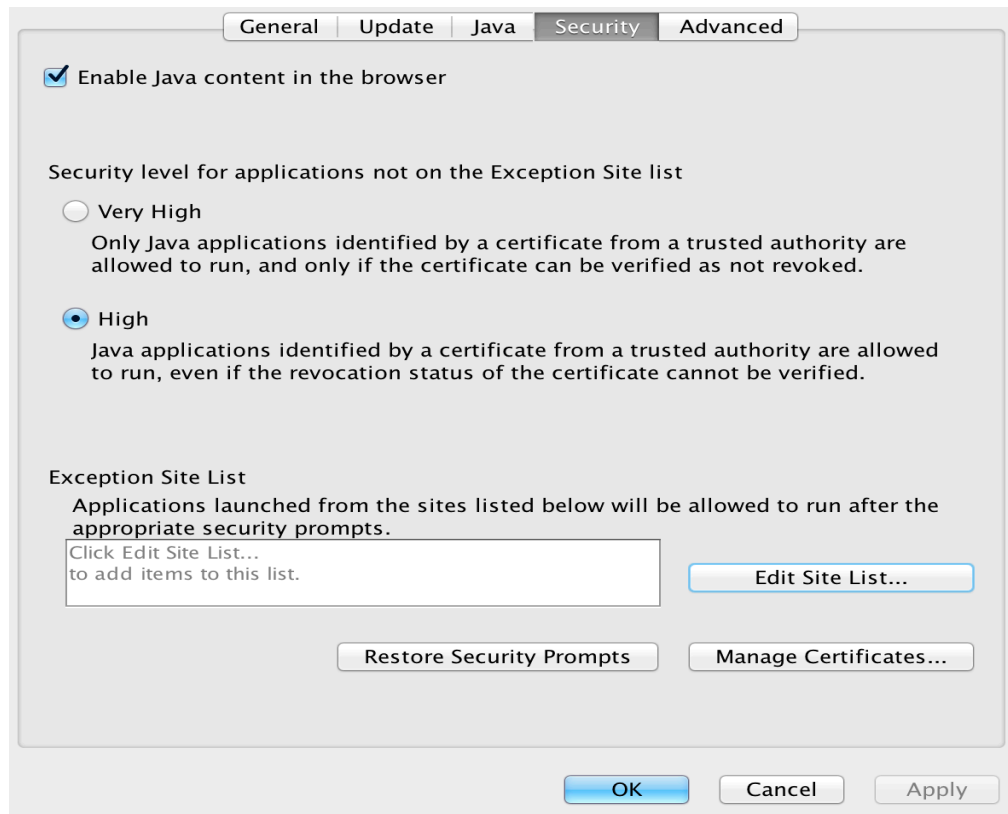 General Update Java Security Advanced
Enable Java content in the browser
Security level for applications not on the Exception Site list
Very High
Only Java applications identified by a certificate from a trusted authority are
allowed to run, and only if the certificate can be verified as not revoked.
High
Java applications identified by a certificate from a trusted authority are allowed
to run, even if the revocation status of the certificate cannot be verified.
Exception Site List
Applications launched from the sites listed below will be allowed to run after the
appropriate security prompts.
Click Edit Site List...
to add items to this list.
Edit Site List...
Restore Security Prompts Manage Certificates...
OK Cancel Apply